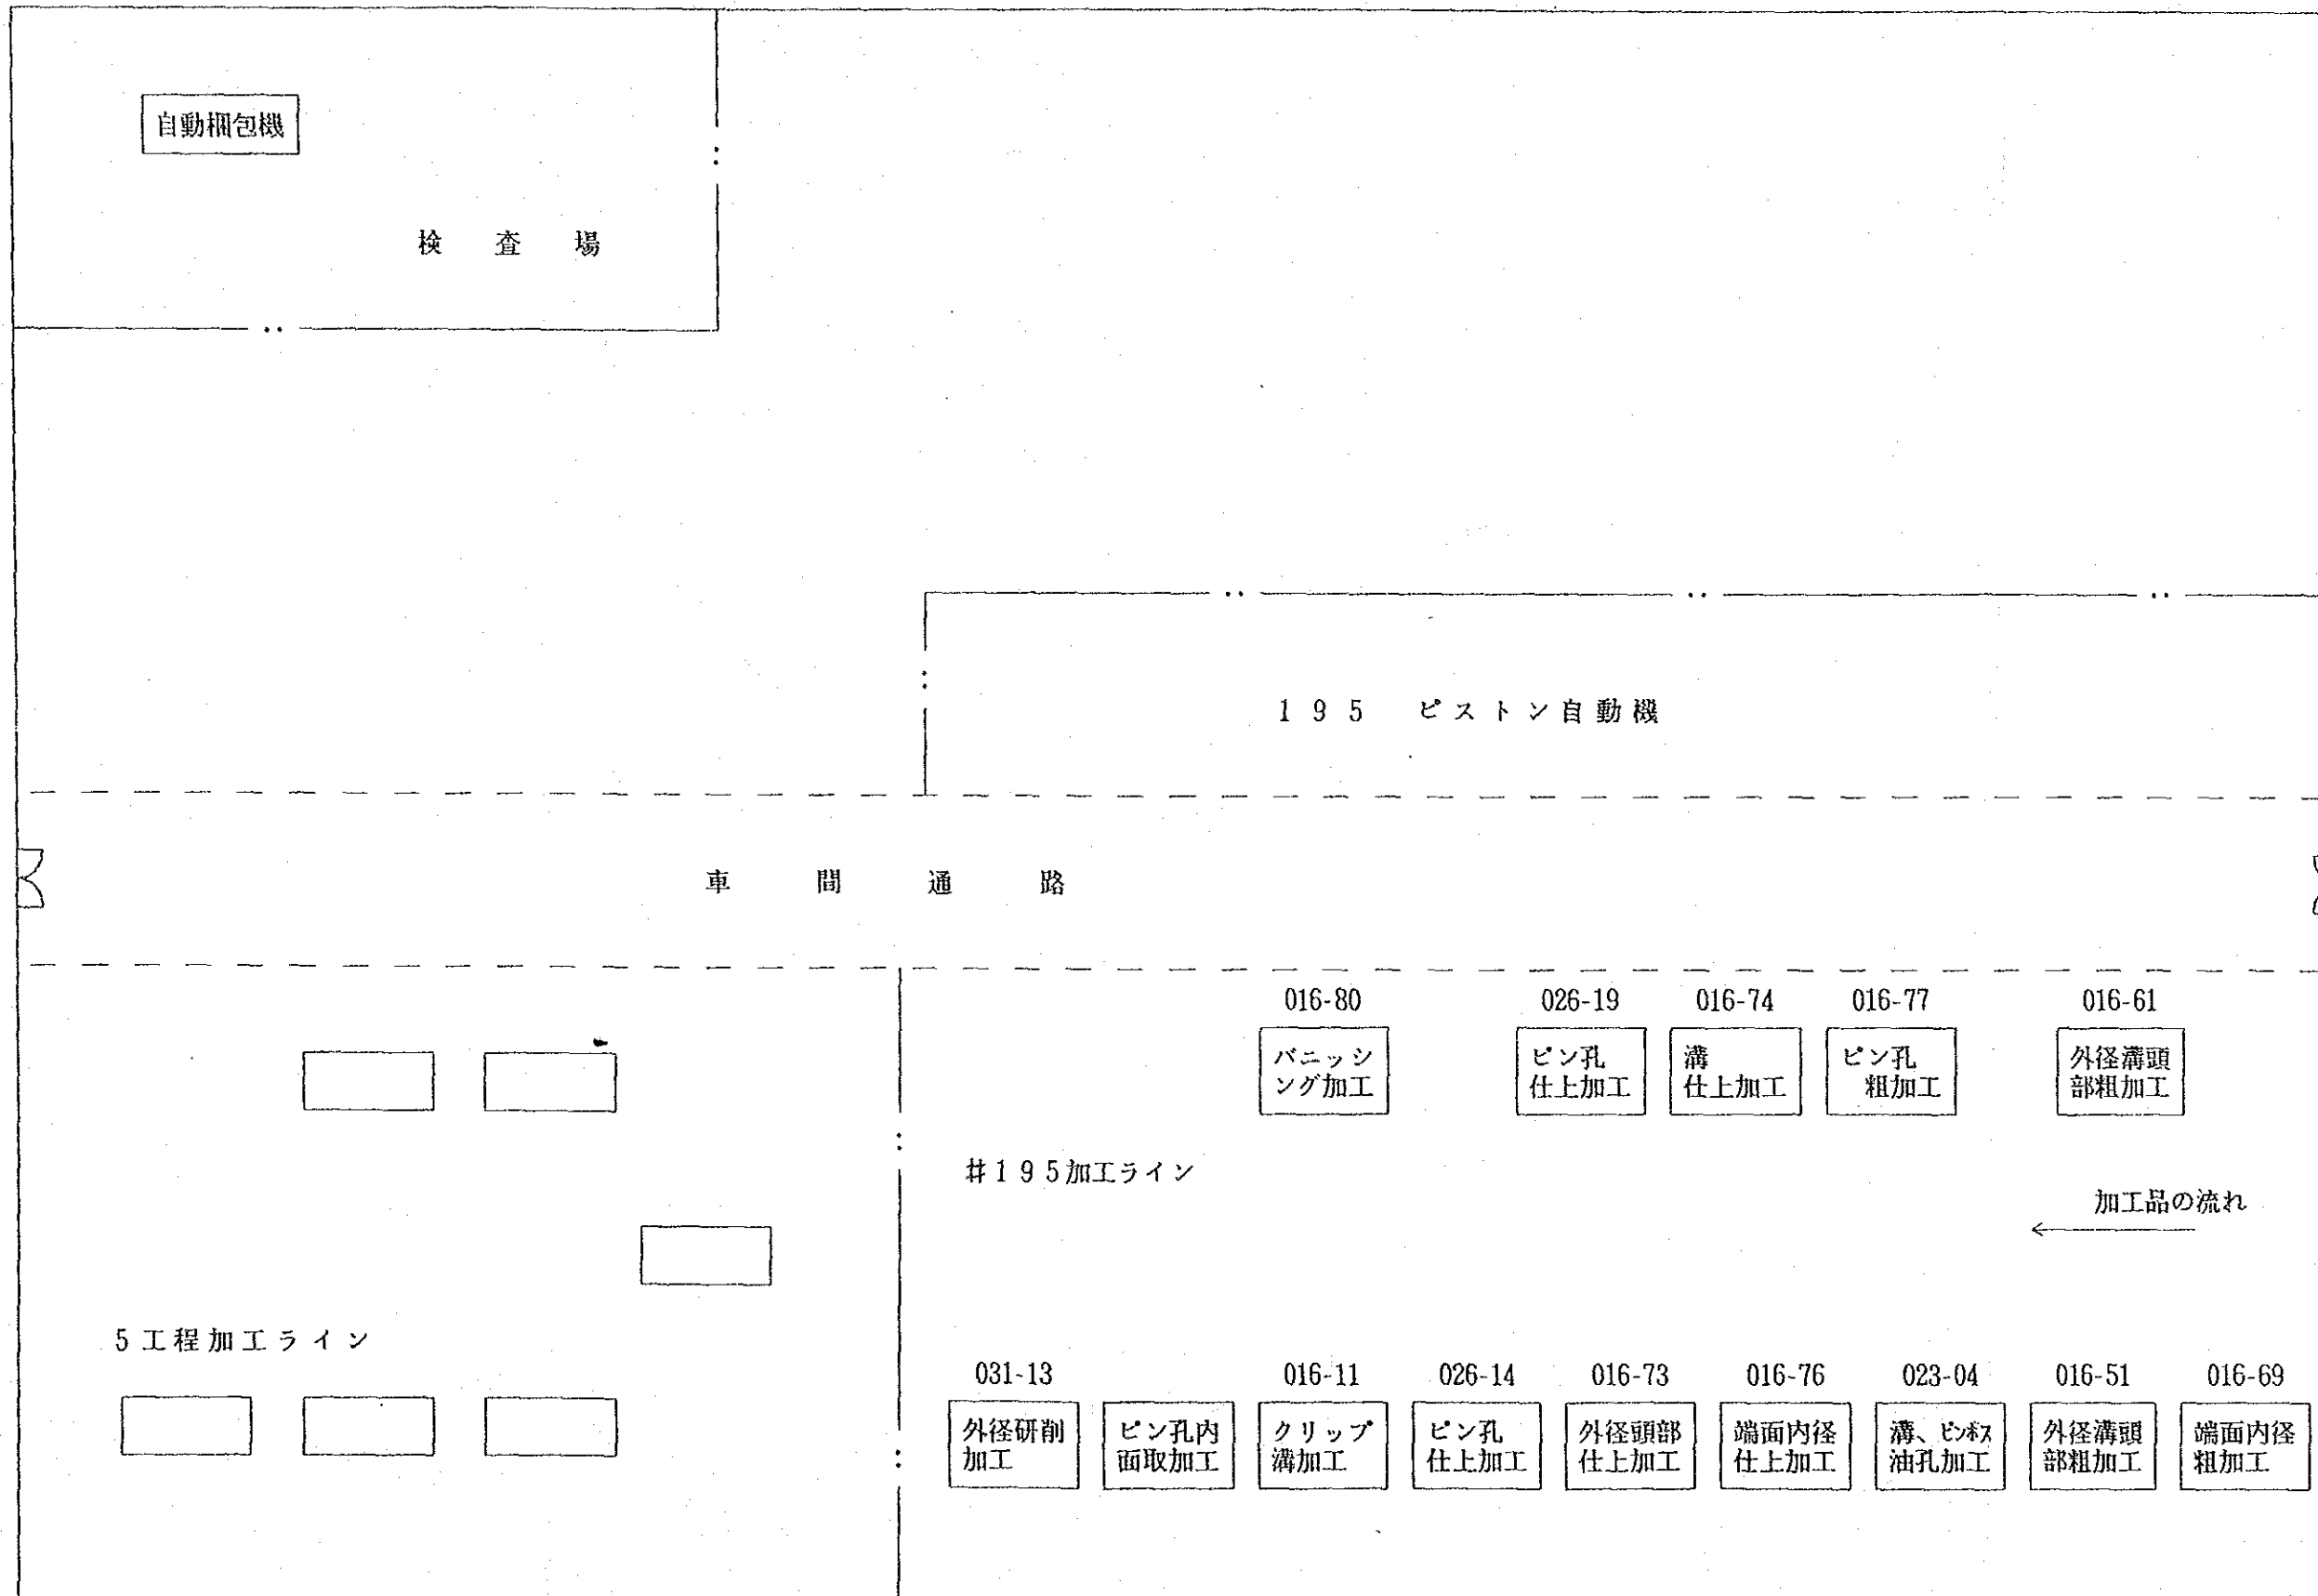 自動梱包機
検査場
195 ピストン自動機
車間通路
016-80
026-19
016-74
016-77
016-61
バニッシ
ング加工
ピン孔
仕上加工
溝
仕上加工
ピン孔
粗加工
外径溝頭
部粗加工
#195加工ライン
加工品の流れ
5工程加工ライン
031-13
016-11
026-14
016-73
016-76
023-04
016-51
016-69
外径研削
加工
ピン孔内
面取加工
クリップ
溝加工
ピン孔
仕上加工
外径頭部
仕上加工
端面内径
仕上加工
溝、ピンボス
油孔加工
外径溝頭
部粗加工
端面内径
粗加工